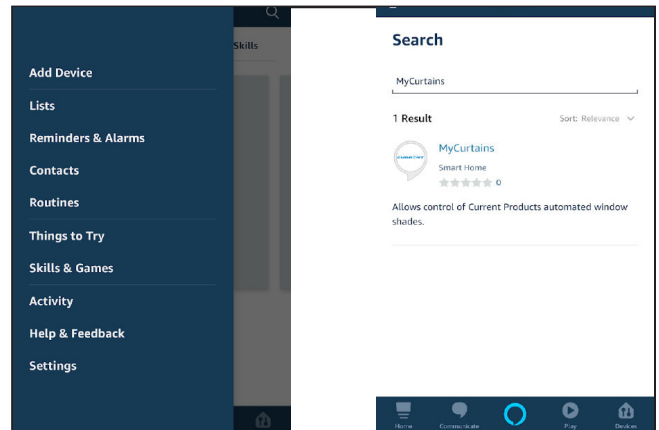 Skills
Add Device
Lists
Reminders & Alarms
Contacts
Routines
Things to Try
Skills & Games
Activity
Help & Feedback
Settings
Search
MyCurtains
1 Result
Sort: Relevance
MyCurtains
Smart Home
0
Allows control of Current Products automated window
shades.
Home
Communicate
Play
Devices